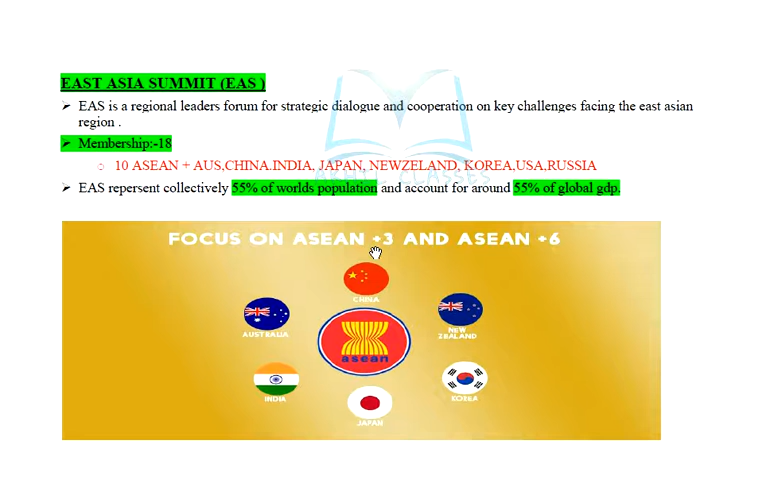 EAST ASIA SUMMIT (EAS )
➤ EAS is a regional leaders forum for strategic dialogue and cooperation on key challenges facing the east asian
region .
➤ Membership:-18
○ 10 ASEAN + AUS,CHINA.INDIA, JAPAN, NEWZELAND, KOREA,USA,RUSSIA
CLASSES
➤ EAS repersent collectively 55% of worlds population and account for around 55% of global gdp.
FOCUS ON ASEAN +3 AND ASEAN +6
CHINA
AUSTRALIA
NEW
ZEALAND
asean
INDIA
KOREA
JAPAN